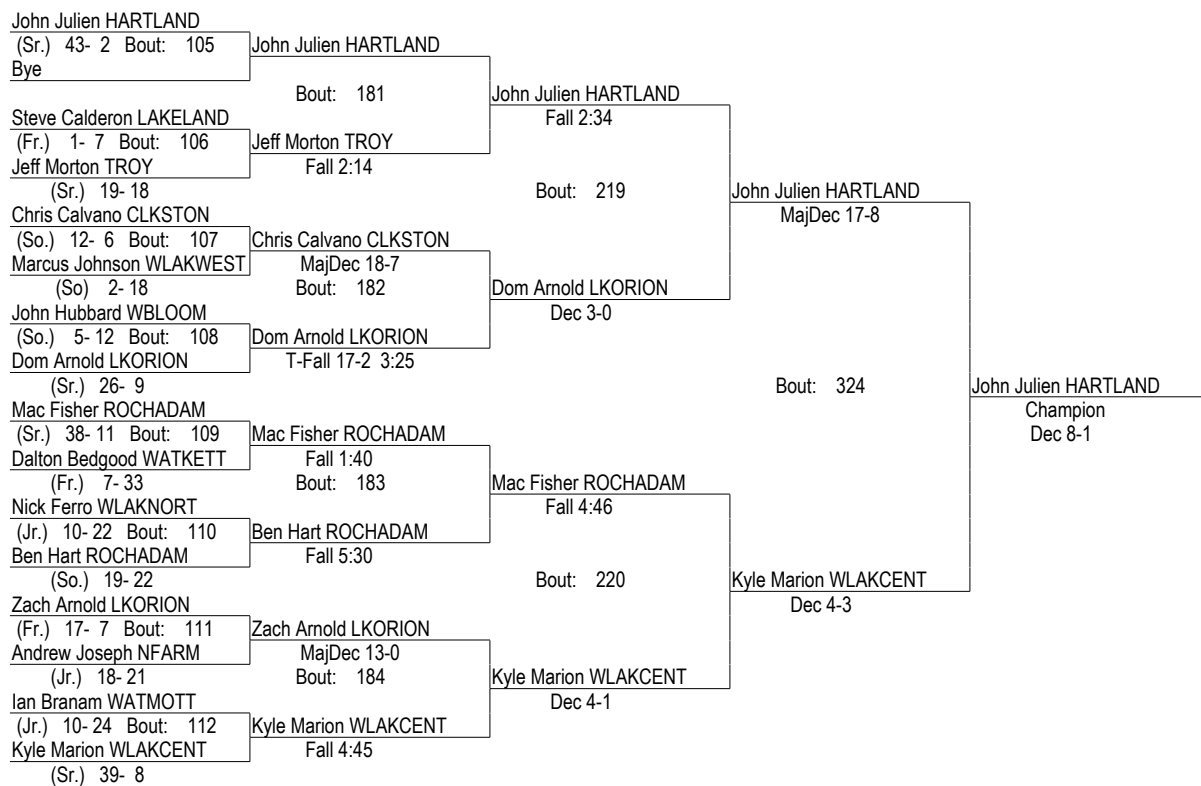 John Julien HARTLAND
(Sr.) 43- 2 Bout: 105
Bye
Steve Calderon LAKELAND
(Fr.) 1- 7 Bout: 106
Jeff Morton TROY
(Sr.) 19- 18
Chris Calvano CLKSTON
(So.) 12- 6 Bout: 107
Marcus Johnson WLAKWEST
(So) 2- 18
John Hubbard WBLOOM
(So.) 5- 12 Bout: 108
Dom Arnold LKORION
(Sr.) 26- 9
Mac Fisher ROCHADAM
(Sr.) 38- 11 Bout: 109
Dalton Bedgood WATKETT
(Fr.) 7- 33
Nick Ferro WLAKNORT
(Jr.) 10- 22 Bout: 110
Ben Hart ROCHADAM
(So.) 19- 22
Zach Arnold LKORION
(Fr.) 17- 7 Bout: 111
Andrew Joseph NFARM
(Jr.) 18- 21
Ian Branam WATMOTT
(Jr.) 10- 24 Bout: 112
Kyle Marion WLAKCENT
(Sr.) 39- 8
John Julien HARTLAND
Bout: 181
Jeff Morton TROY
Fall 2:14
Chris Calvano CLKSTON
MajDec 18-7
Bout: 182
Dom Arnold LKORION
T-Fall 17-2 3:25
Mac Fisher ROCHADAM
Fall 1:40
Bout: 183
Ben Hart ROCHADAM
Fall 5:30
Zach Arnold LKORION
MajDec 13-0
Bout: 184
Kyle Marion WLAKCENT
Fall 4:45
John Julien HARTLAND
Fall 2:34
Bout: 219
Dom Arnold LKORION
Dec 3-0
Mac Fisher ROCHADAM
Fall 4:46
Bout: 220
Kyle Marion WLAKCENT
Dec 4-1
John Julien HARTLAND
MajDec 17-8
Bout: 324
Kyle Marion WLAKCENT
Dec 4-3
John Julien HARTLAND
Champion
Dec 8-1